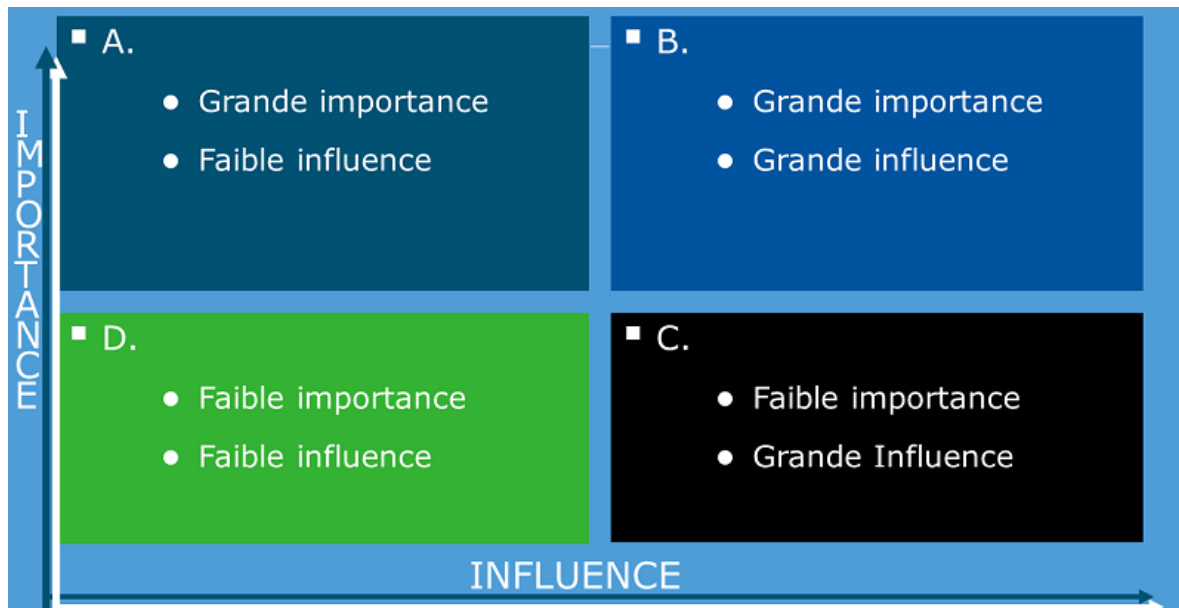 A.
Grande importance
Faible influence
B.
Grande importance
Grande influence
D.
Faible importance
Faible influence
C.
Faible importance
Grande Influence
IMPORTANCE
INFLUENCE